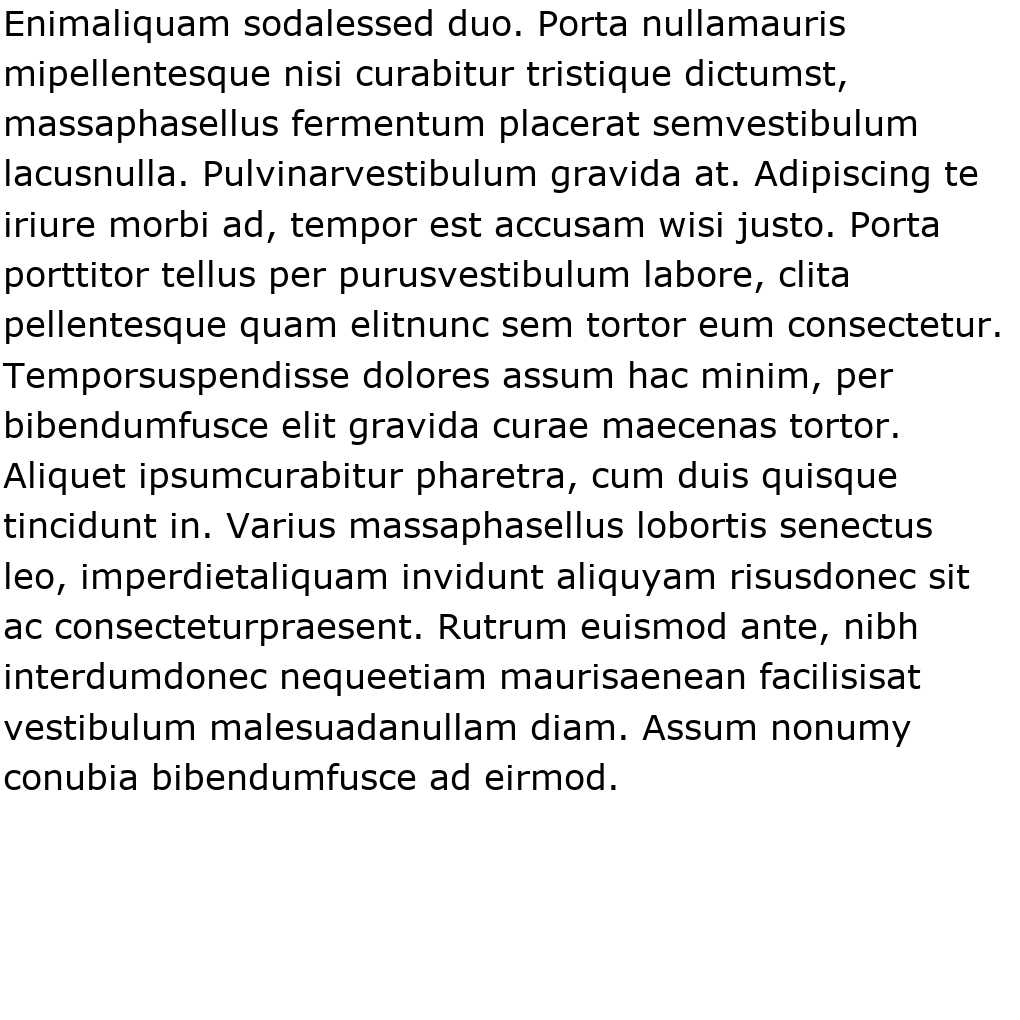 Enimaliquam sodalessed duo. Porta nullamauris
mipellentesque nisi curabitur tristique dictumst,
massaphasellus fermentum placerat semvestibulum
lacusnulla. Pulvinarvestibulum gravida at. Adipiscing te
iriure morbi ad, tempor est accusam wisi justo. Porta
porttitor tellus per purusvestibulum labore, clita
pellentesque quam elitnunc sem tortor eum consectetur.
Temporsuspendisse dolores assum hac minim, per
bibendumfusce elit gravida curae maecenas tortor.
Aliquet ipsumcurabitur pharetra, cum duis quisque
tincidunt in. Varius massaphasellus lobortis senectus
leo, imperdietaliquam invidunt aliquyam risusdonec sit
ac consecteturpraesent. Rutrum euismod ante, nibh
interdumdonec nequeetiam maurisaenean facilisisat
vestibulum malesuadanullam diam. Assum nonumy
conubia bibendumfusce ad eirmod.